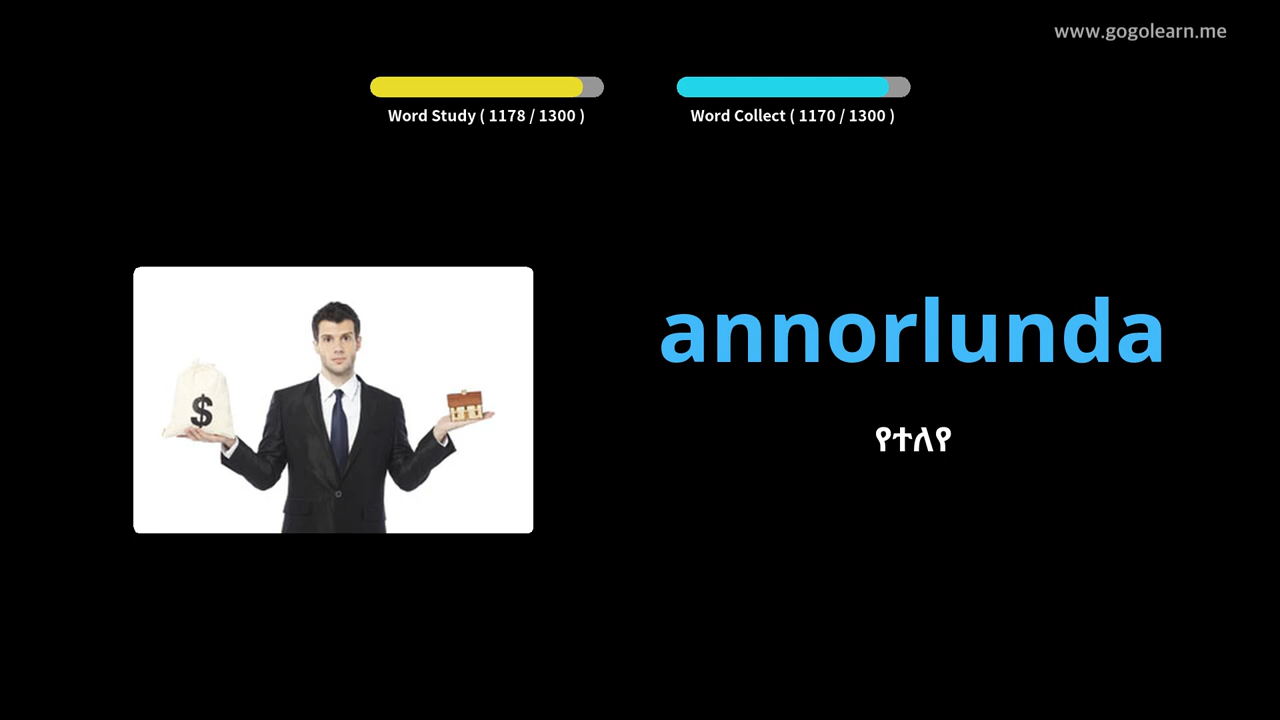 www.gogolearn.me
Word Study ( 1178 / 1300 )
Word Collect ( 1170 / 1300 )
$
annorlunda
የተለየ